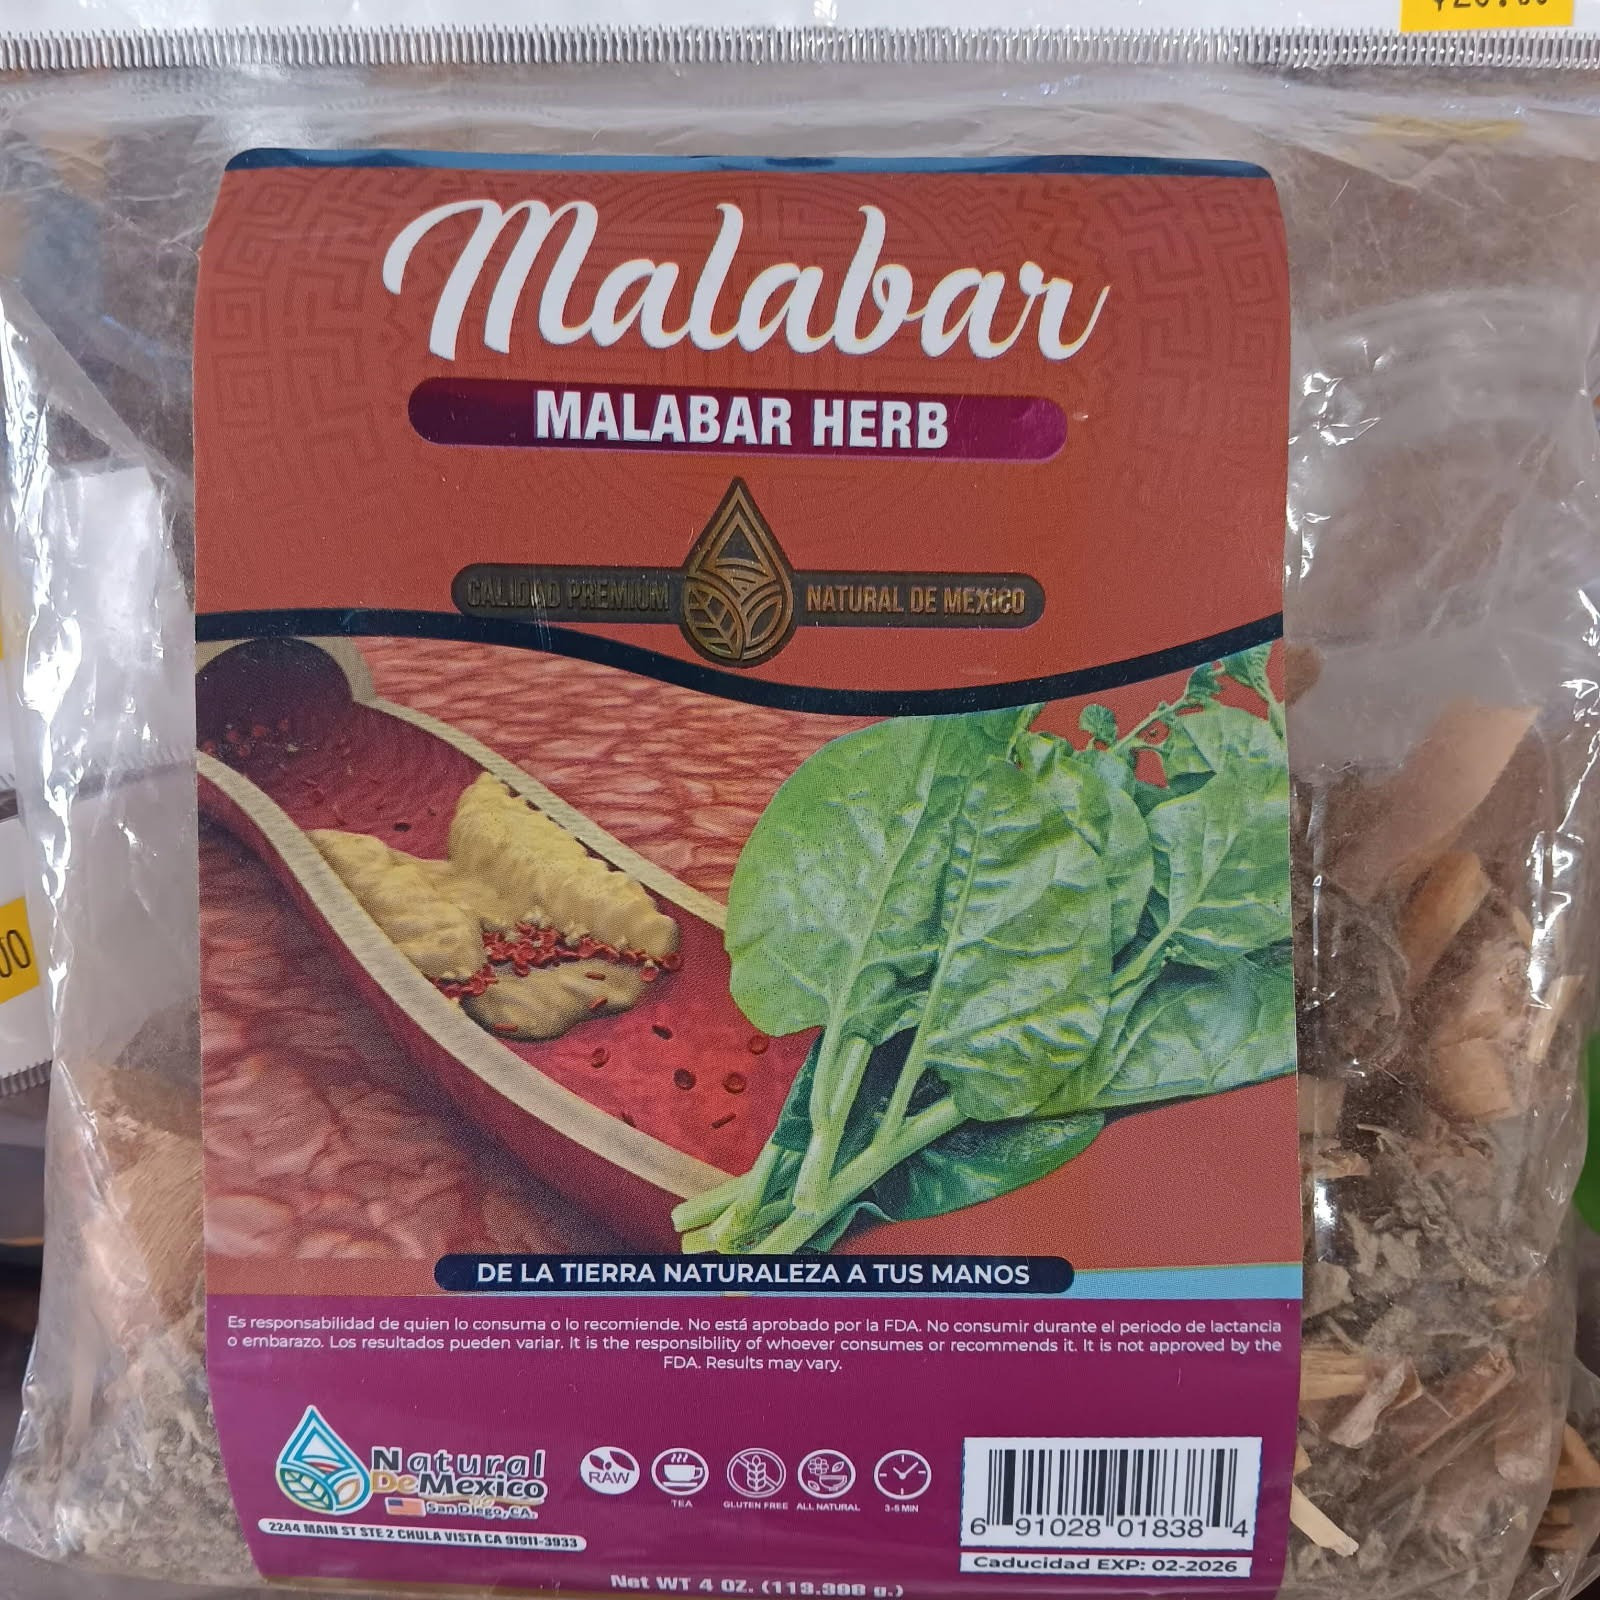 Malabar
MALABAR HERB
CALIDAD PREMIUM NATURAL DE MEXICO
DE LA TIERRA NATURALEZA A TUS MANOS
Es responsabilidad de quien lo consuma o lo recomiende. No está aprobado por la FDA. No consumir durante el periodo de lactancia
o embarazo. Los resultados pueden variar. It is the responsibility of whoever consumes or recommends it. It is not approved by the
FDA. Results may vary.
Natural
De Mexico
San Diego, CA.
2244 MAIN ST STE 2 CHULA VISTA CA 91911-3933
RAW
TEA
GLUTEN FREE
ALL NATURAL
3-5 MIN
6 91028 01838 4
Caducidad EXP: 02-2026
Net WT 4 OZ. (113.398 g.)